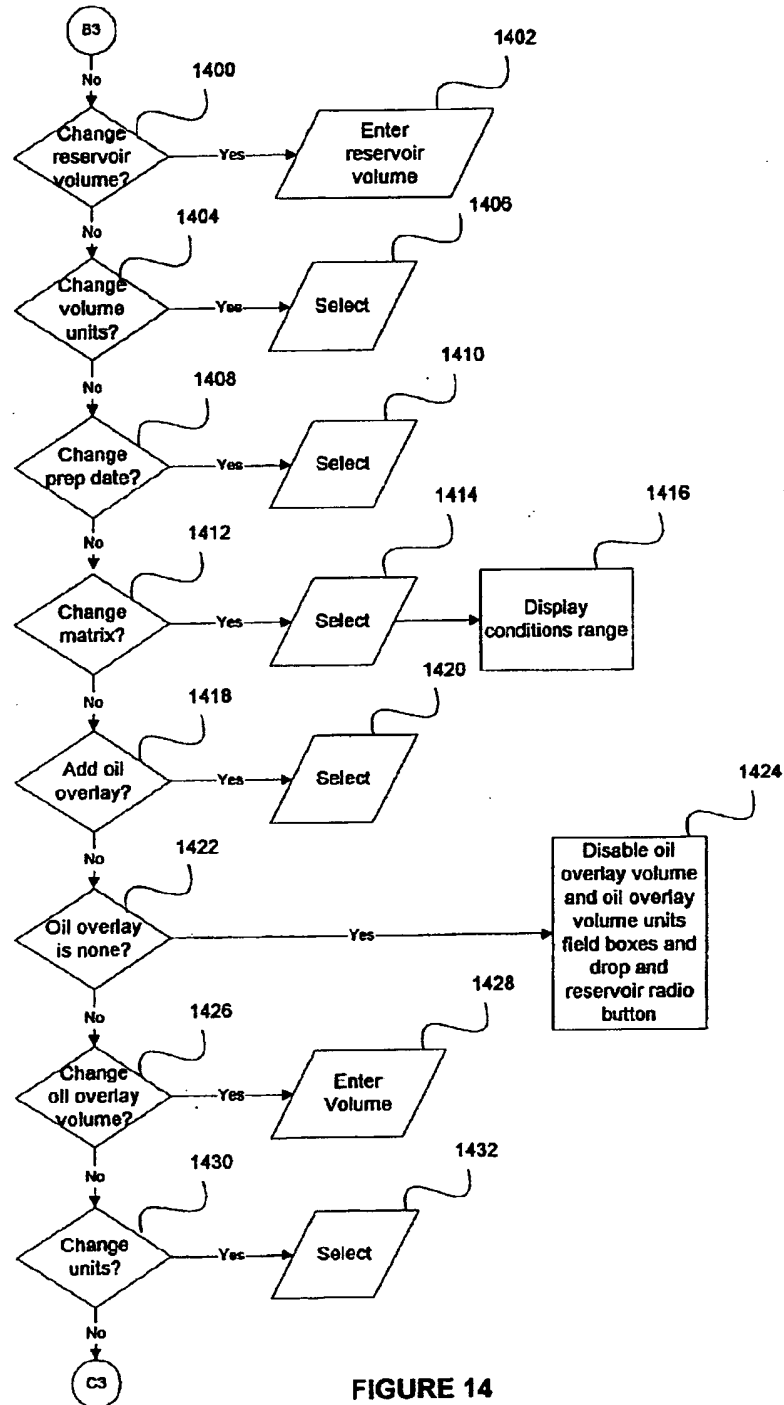 B3
No
1400
1402
Change
reservoir
volume?
Yes
Enter
reservoir
volume
No
1404
1406
Change
volume
units?
Yes
Select
No
1408
1410
Change
prep date?
Yes
Select
No
1412
1414
1416
Change
matrix?
Yes
Select
Display
conditions range
No
1418
1420
Add oil
overlay?
Yes
Select
No
1422
1424
Oil overlay
is none?
Yes
Disable oil
overlay volume
and oil overlay
volume units
field boxes and
drop and
reservoir radio
button
No
1426
1428
Change
oil overlay
volume?
Yes
Enter
Volume
No
1430
1432
Change
units?
Yes
Select
No
C3
FIGURE 14